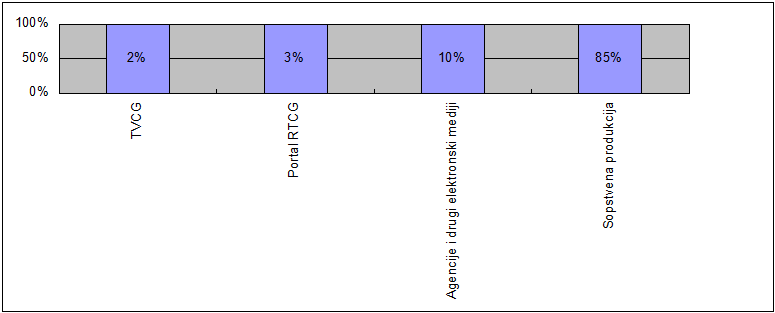 100%
50%
0%
2%
3%
10%
85%
TVCG
Portal RTCG
Agencije i drugi elektronski mediji
Sopstvena produkcija